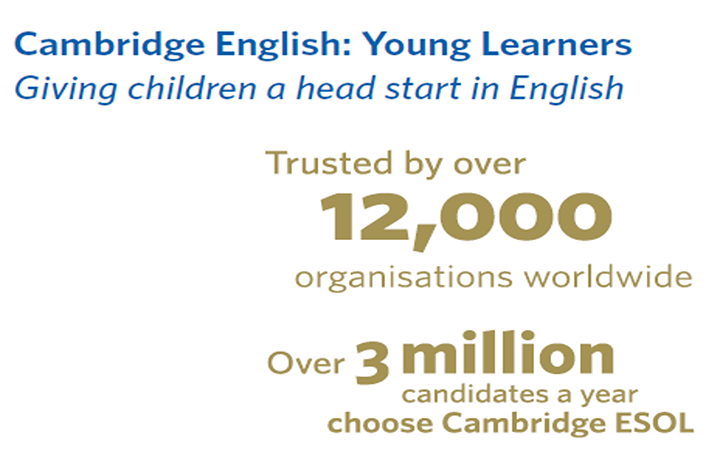 Cambridge English: Young Learners
Giving children a head start in English
Trusted by over
12,000
organisations worldwide
Over 3 million
candidates a year
choose Cambridge ESOL